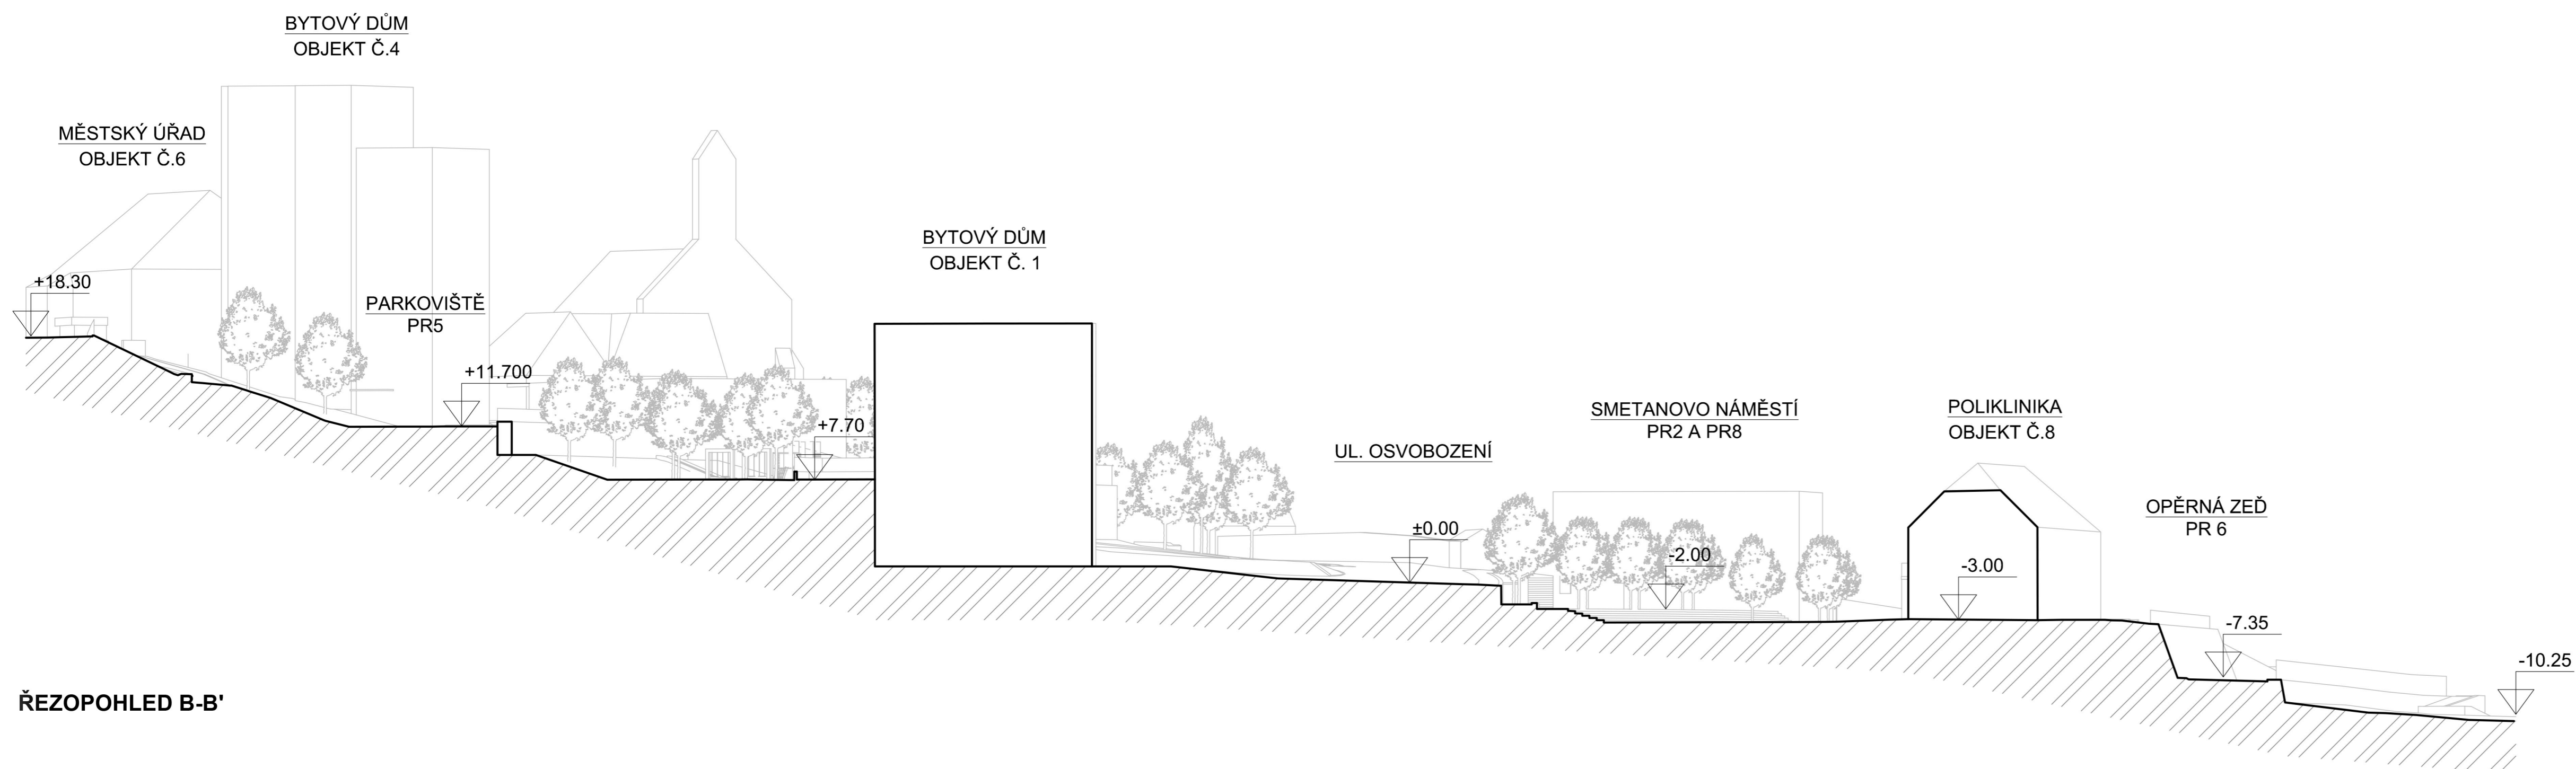 BYTOVÝ DŮM
OBJEKT Č.4
MĚSTSKÝ ÚŘAD
OBJEKT Č.6
+18.30
PARKOVIŠTĚ
PR5
+11.700
+7.70
BYTOVÝ DŮM
OBJEKT Č. 1
UL. OSVOBOZENÍ
±0.00
SMETANOVO NÁMĚSTÍ
PR2 A PR8
-2.00
POLIKLINIKA
OBJEKT Č.8
-3.00
OPĚRNÁ ZEĎ
PR 6
-7.35
-10.25
ŘEZOPOHLED B-B'